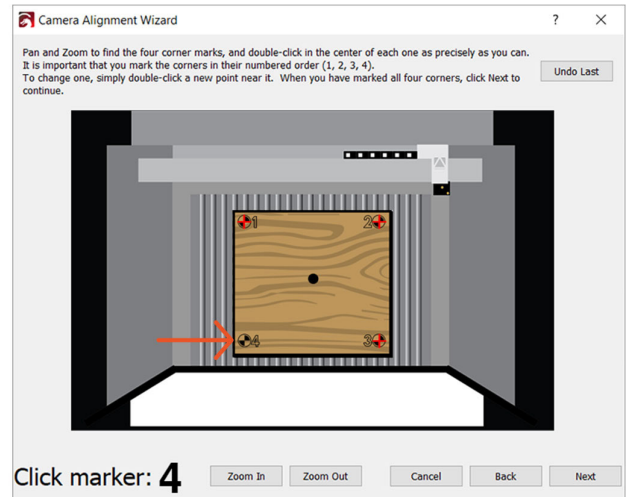 Camera Alignment Wizard
?
Pan and Zoom to find the four corner marks, and double-click in the center of each one as precisely as you can.
It is important that you mark the corners in their numbered order (1, 2, 3, 4).
To change one, simply double-click a new point near it. When you have marked all four corners, click Next to
continue.
Undo Last
1
2
4
3
Click marker: 4
Zoom In
Zoom Out
Cancel
Back
Next